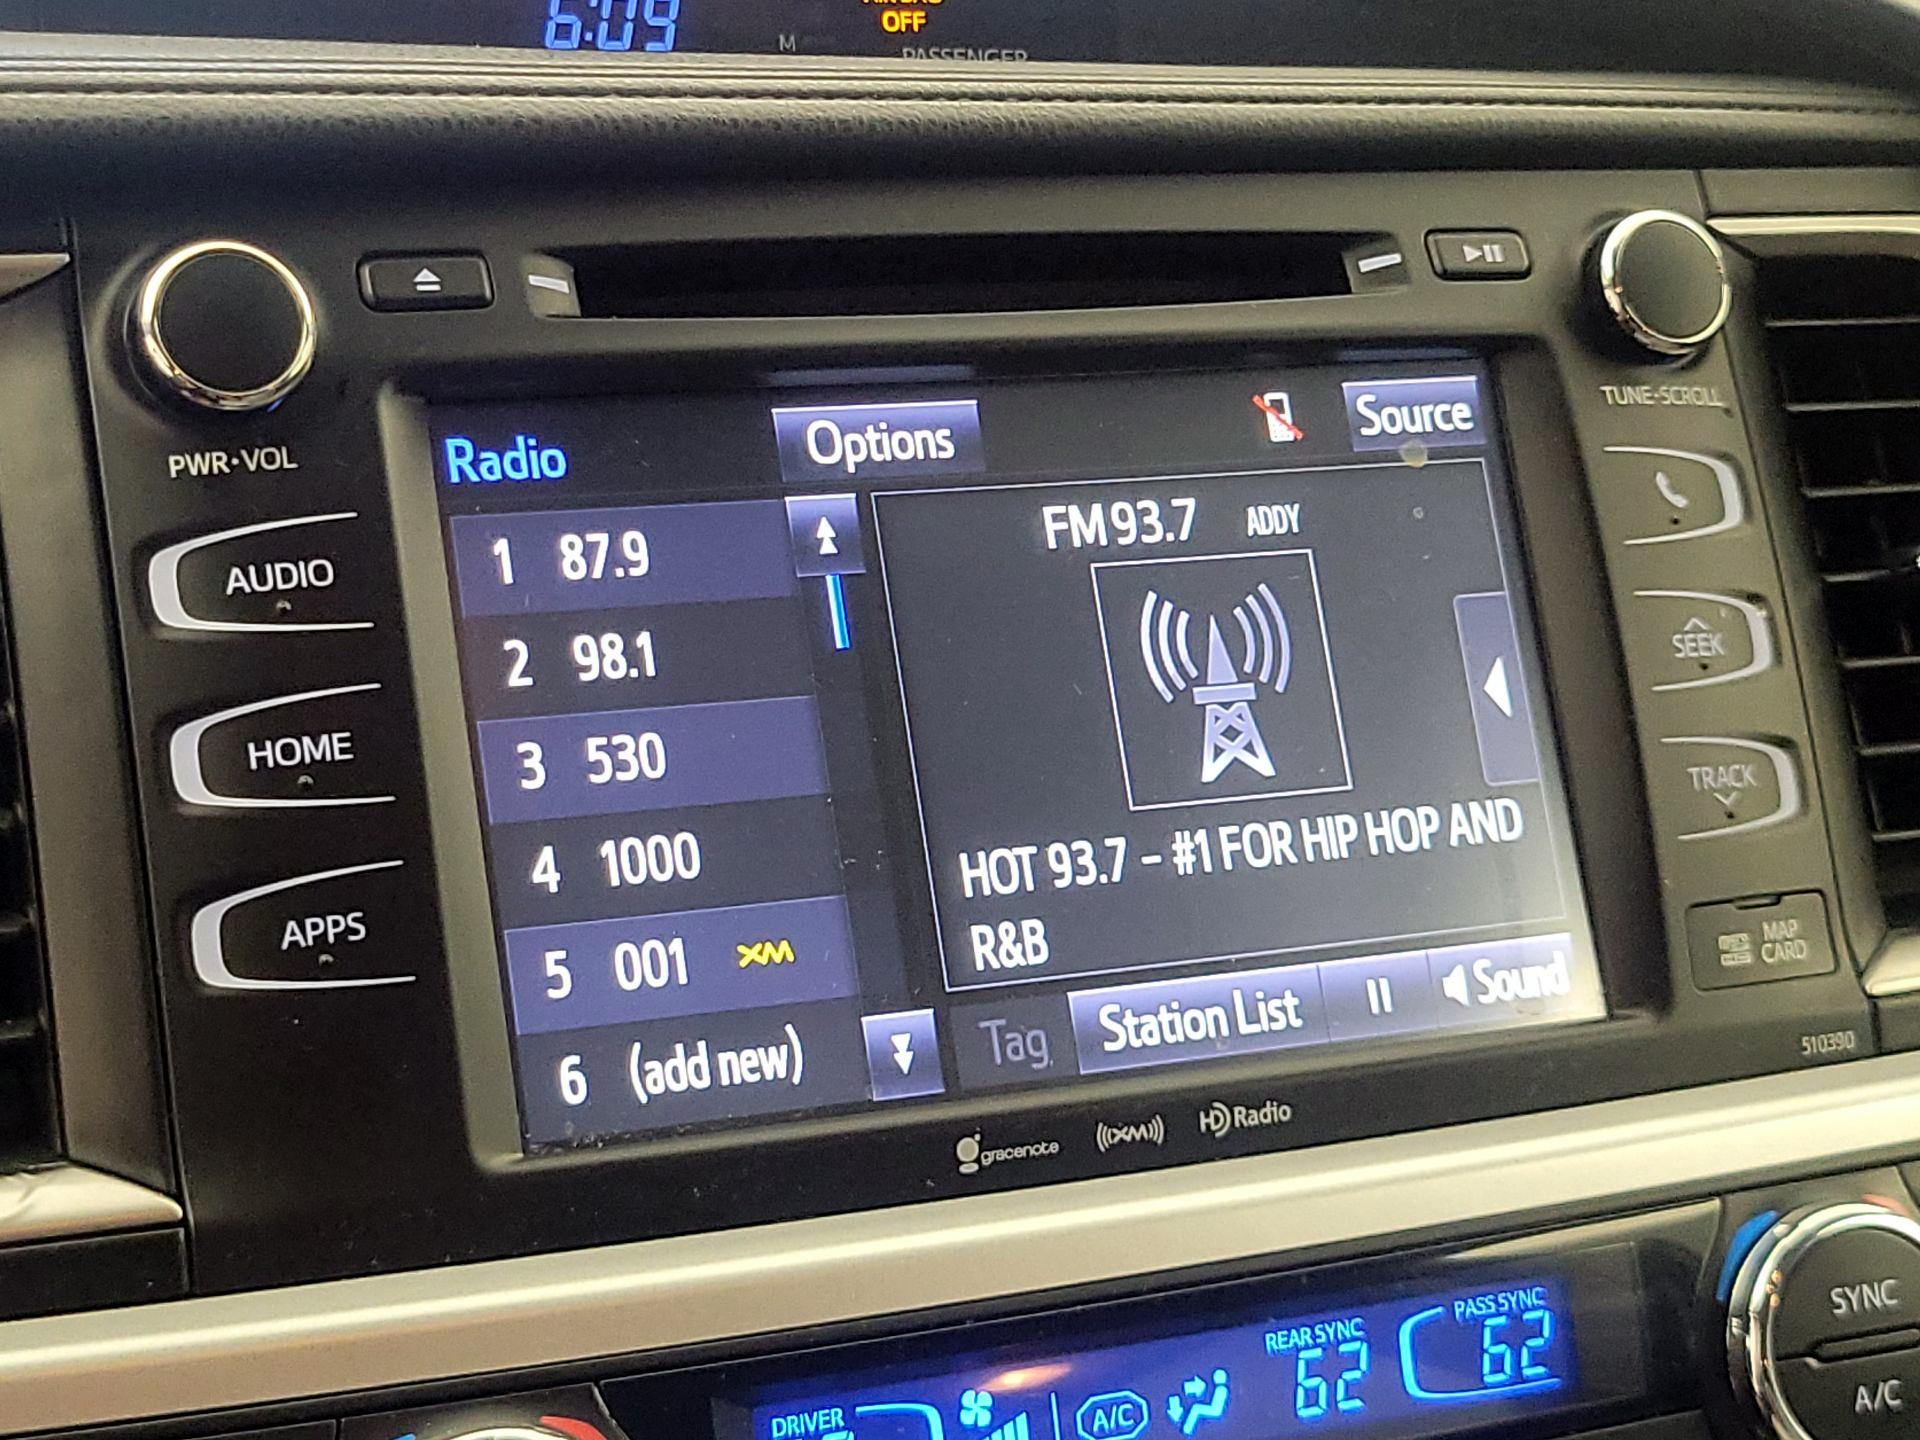 6:09
OFF
M
PASSENGER
PWR•VOL
TUNE•SCROLL
Radio
Options
Source
1 87.9
2 98.1
3 530
4 1000
5 001 XM
6 (add new)
FM 93.7 ADDY
HOT 93.7 – #1 FOR HIP HOP AND
R&B
Tag
Station List
Sound
AUDIO
HOME
APPS
SEEK
TRACK
MAP
CARD
510390
gracenote
((XM))
HD Radio
DRIVER
A/C
REAR SYNC
62
PASS SYNC
62
SYNC
A/C